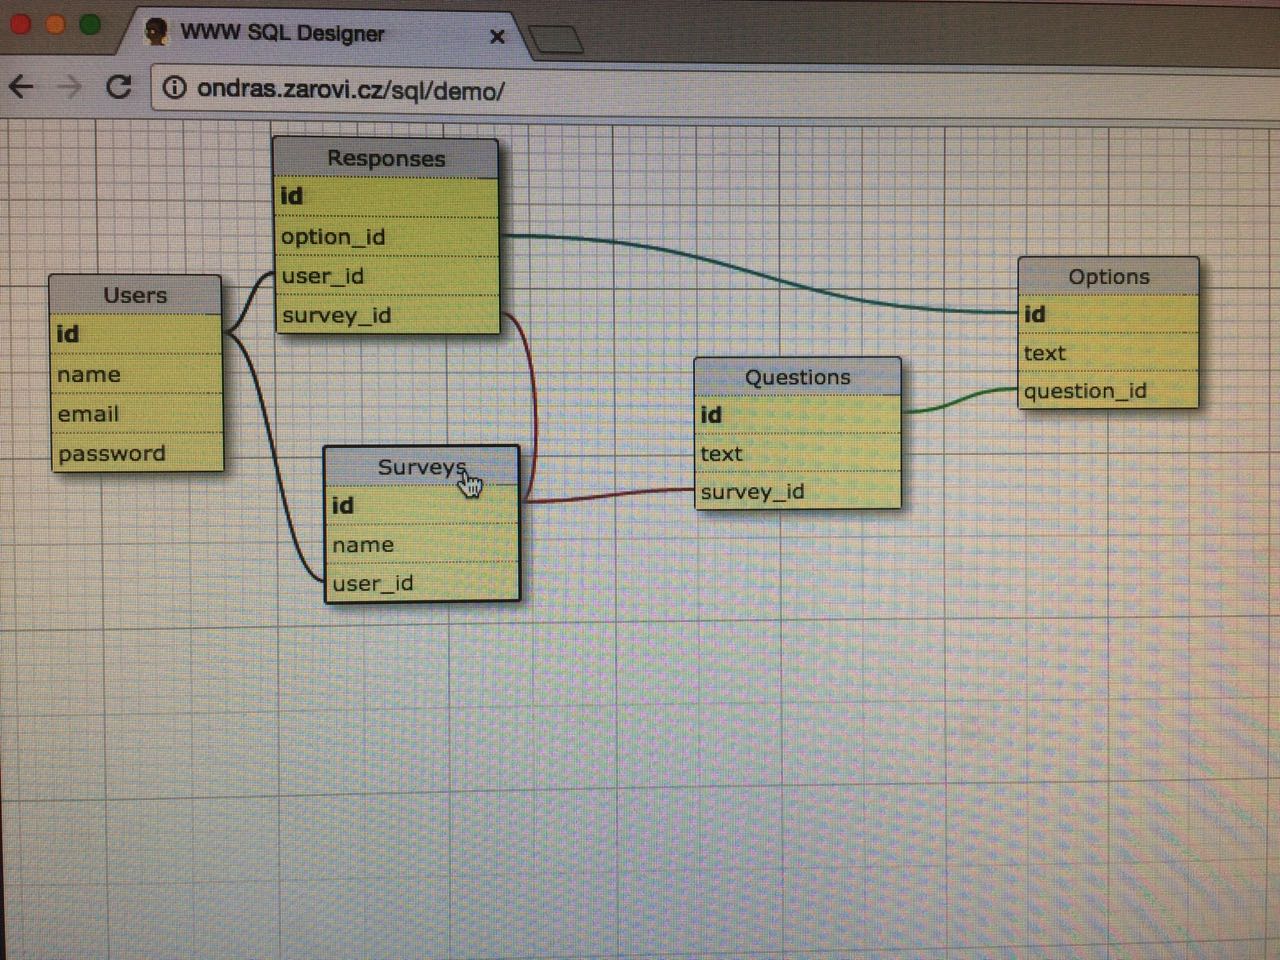 WWW SQL Designer
ondras.zarovi.cz/sql/demo/
Responses
id
option_id
user_id
survey_id
Users
id
name
email
password
Surveys
id
name
user_id
Questions
id
text
survey_id
Options
id
text
question_id